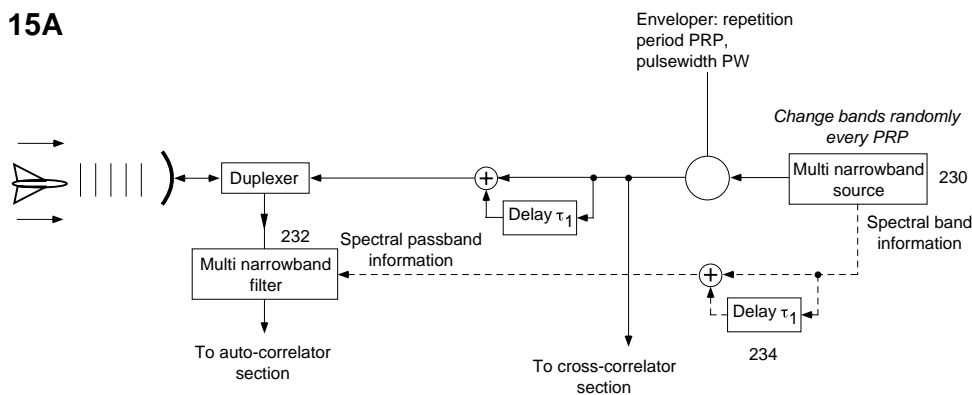 15A
Enveloper: repetition
period PRP,
pulsewidth PW
Change bands randomly
every PRP
Duplexer
+
Multi narrowband
source
230
Delay τ1
Spectral band
information
232
Spectral passband
information
Multi narrowband
filter
+
Delay τ1
234
To auto-correlator
section
To cross-correlator
section